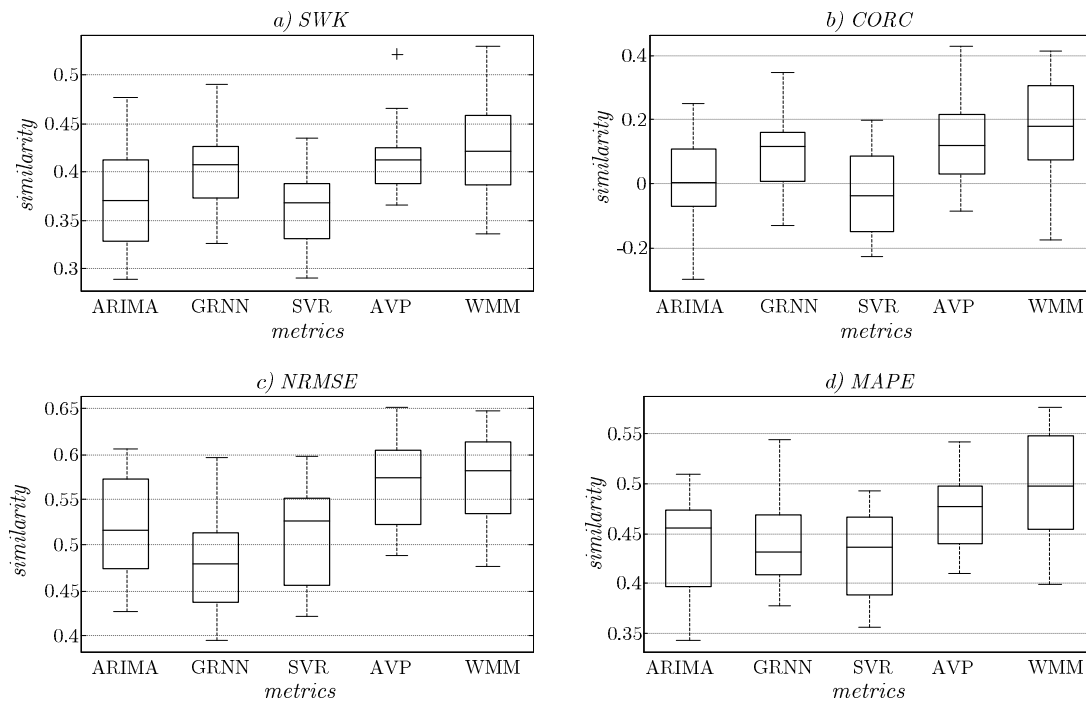 a) SWK
0.5
0.45
0.4
0.35
0.3
similarity
ARIMA GRNN SVR AVP WMM
metrics
b) CORC
0.4
0.2
0
-0.2
similarity
ARIMA GRNN SVR AVP WMM
metrics
c) NRMSE
0.65
0.6
0.55
0.5
0.45
0.4
similarity
ARIMA GRNN SVR AVP WMM
metrics
d) MAPE
0.55
0.5
0.45
0.4
0.35
similarity
ARIMA GRNN SVR AVP WMM
metrics